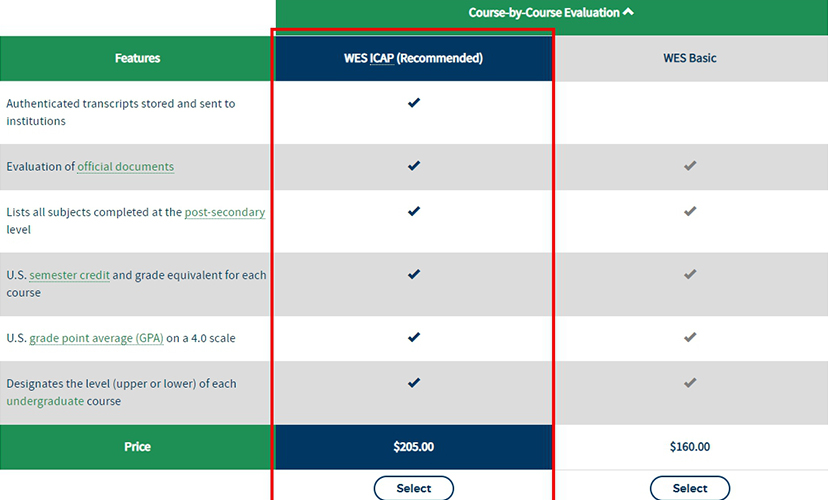 Course-by-Course Evaluation
Features
WES ICAP (Recommended)
WES Basic
Authenticated transcripts stored and sent to
institutions
Evaluation of official documents
Lists all subjects completed at the post-secondary
level
U.S. semester credit and grade equivalent for each
course
U.S. grade point average (GPA) on a 4.0 scale
Designates the level (upper or lower) of each
undergraduate course
Price
$205.00
$160.00
Select
Select